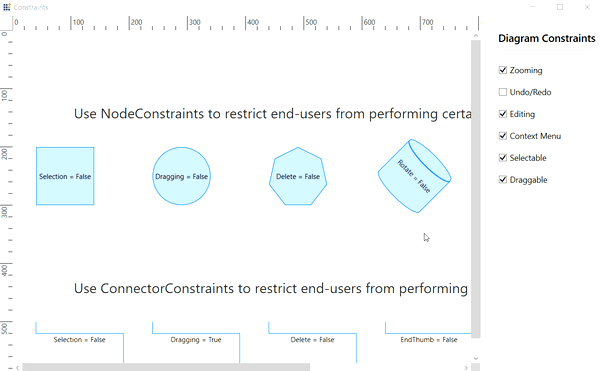 Constraints
0 100 200 300 400 500 600 700
Diagram Constraints
0
Zooming
Undo/Redo
100
Use NodeConstraints to restrict end-users from performing certa
Editing
Context Menu
200
Selectable
Selection = False Dragging = False Delete = False Rotate = False
Draggable
300
400
Use ConnectorConstraints to restrict end-users from performing
500
Selection = False Dragging = True Delete = False EndThumb = False